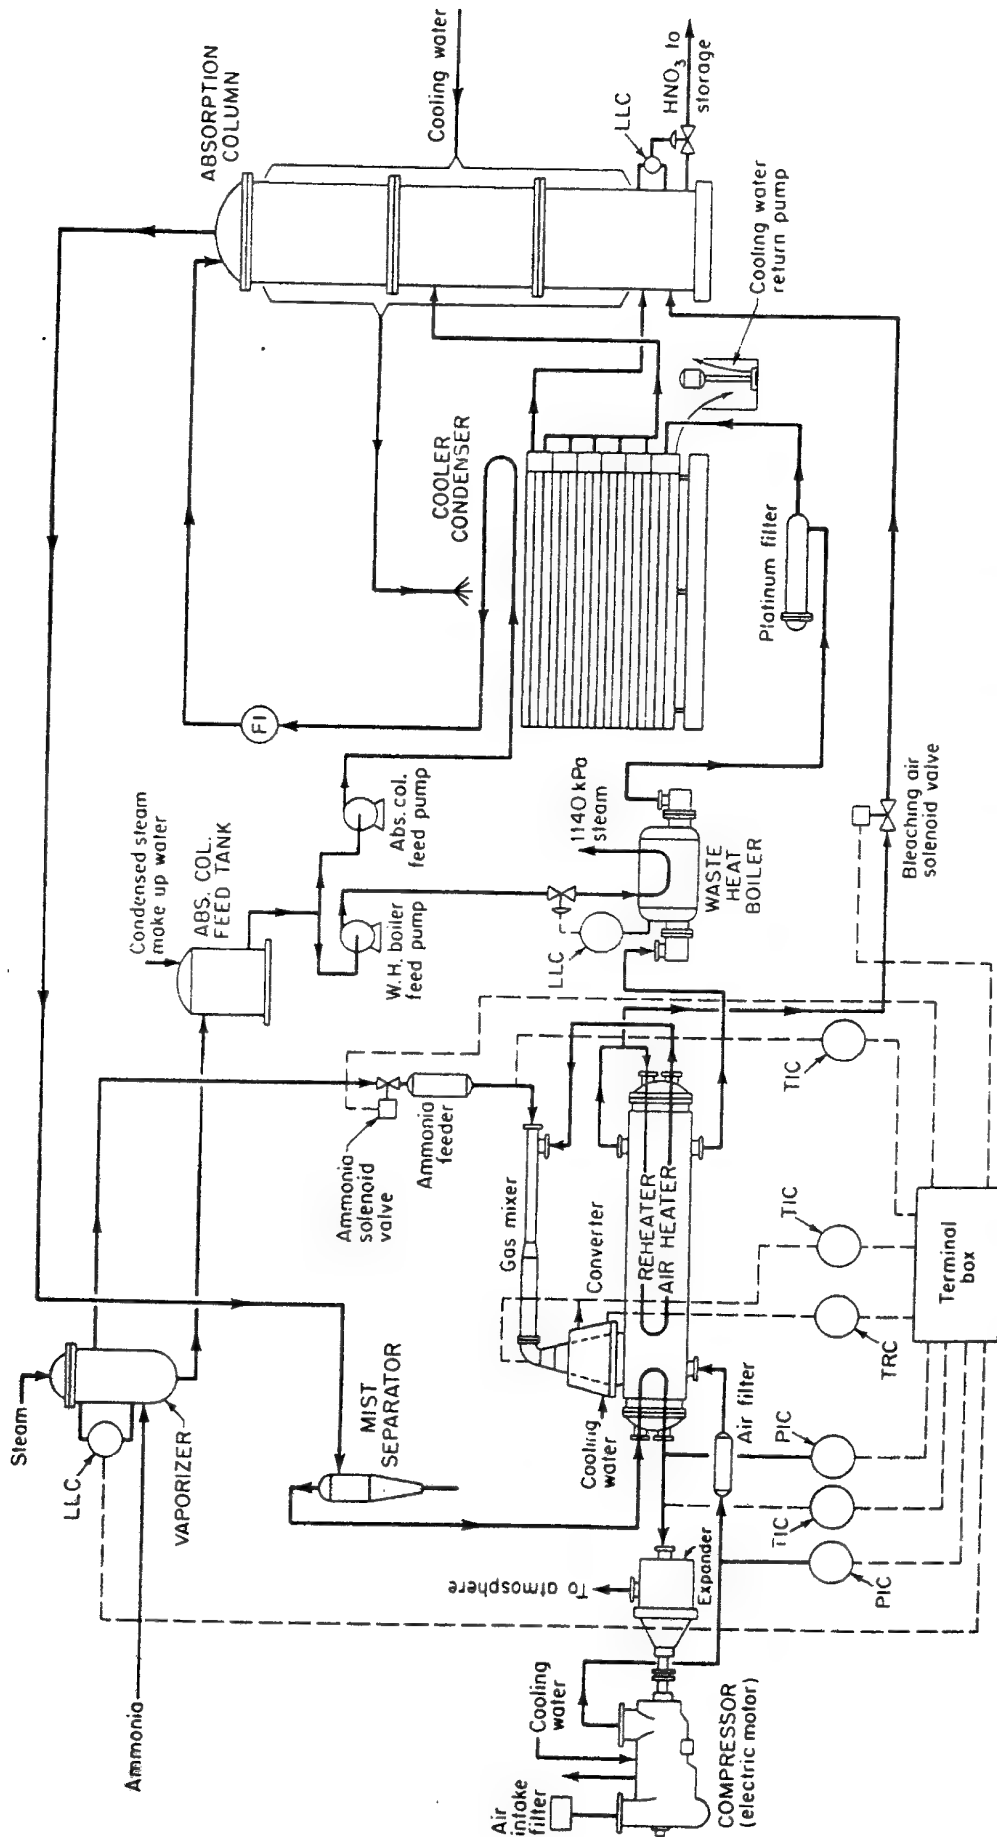 ABSORPTION
COLUMN
Cooling water
LLC
HNO3 to
storage
Cooling water
return pump
COOLER
CONDENSER
Platinum filter
FI
Condensed steam
make up water
ABS. COL.
FEED TANK
Abs. col.
feed pump
W.H. boiler
feed pump
1140 kPa
steam
WASTE
HEAT
BOILER
LLC
Bleaching air
solenoid valve
Ammonia
solenoid
valve
Ammonia
feeder
Gas mixer
Converter
REHEATER
AIR HEATER
TIC
TIC
TRC
Terminal
box
Steam
LLC
VAPORIZER
MIST
SEPARATOR
Cooling
water
Air filter
PIC
TIC
PIC
Expander
To atmosphere
Ammonia
Cooling
water
Air
intake
filter
COMPRESSOR
(electric motor)